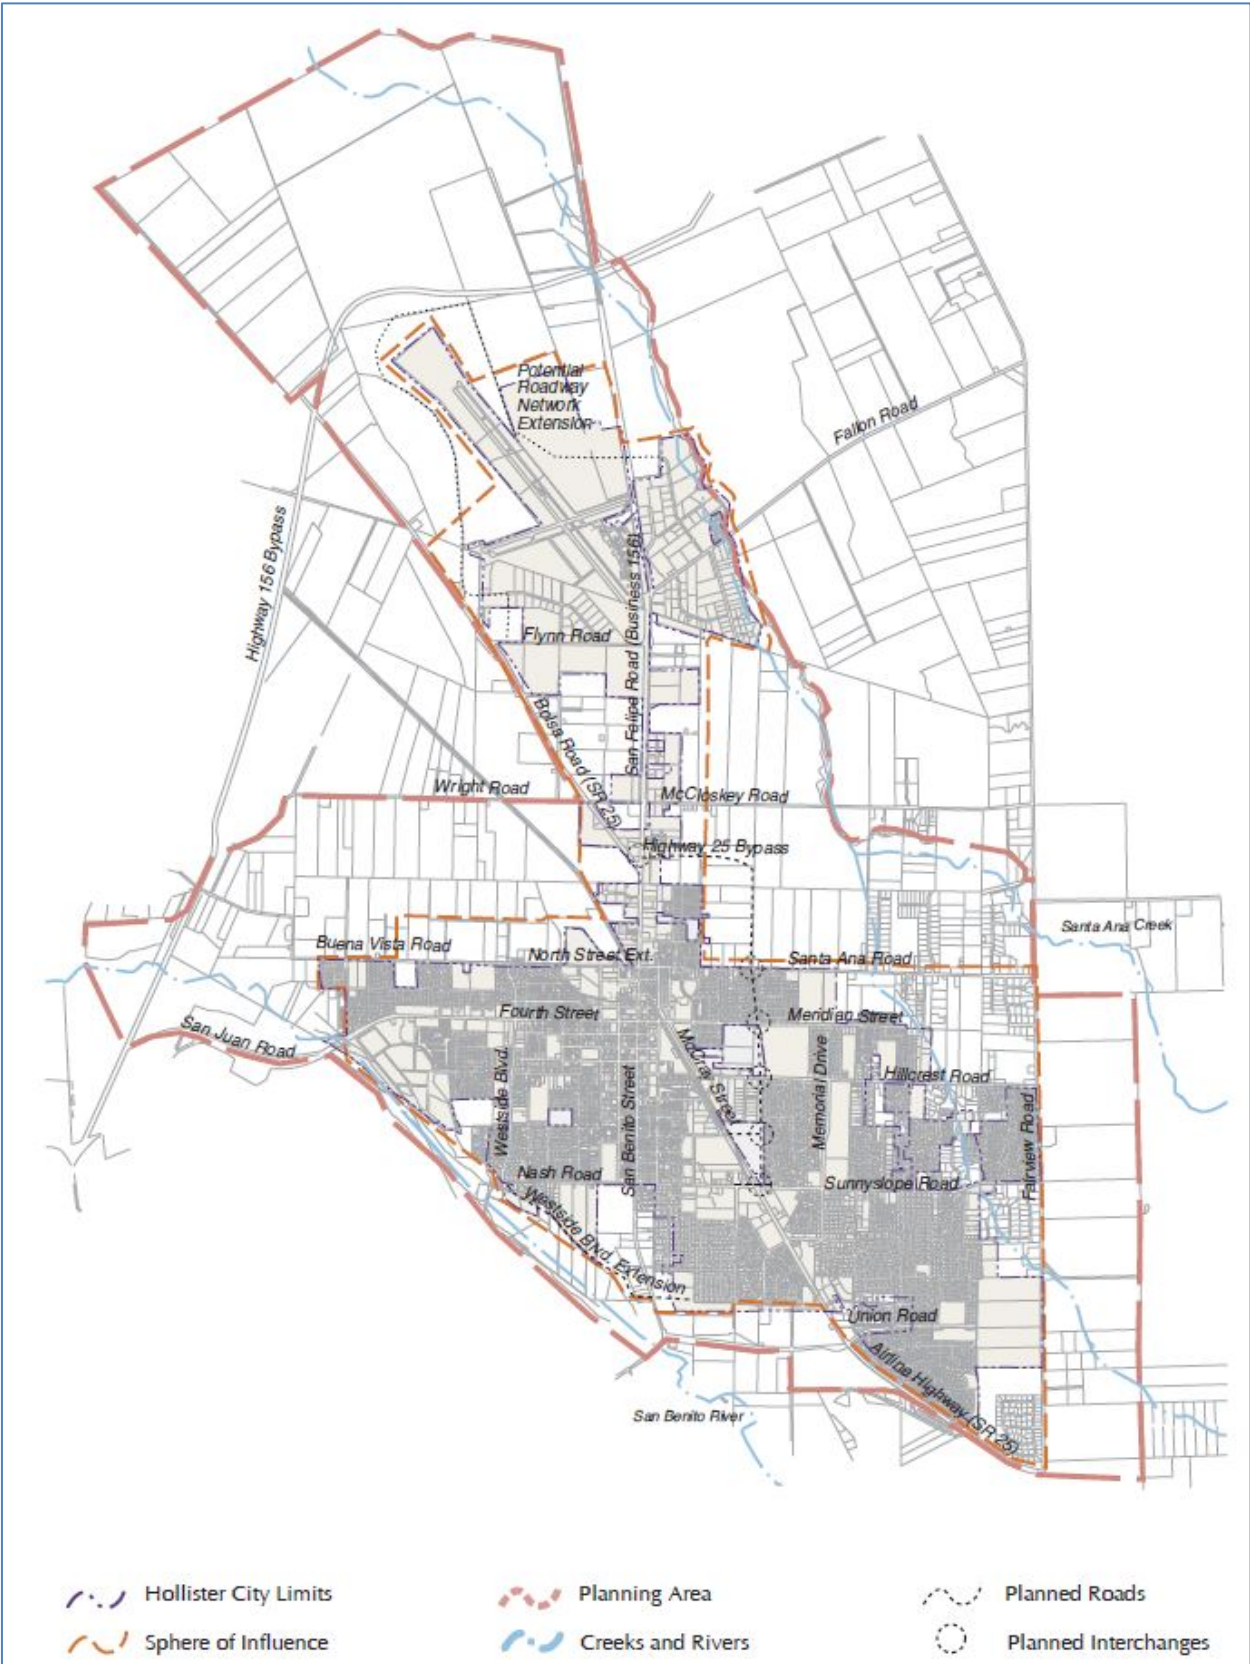 Potential
Roadway
Network
Extension
Fallon Road
Highway 156 Bypass
San Felipe Road (Business 156)
Flynn Road
Bolsa Road (SR 25)
Wright Road
McCloskey Road
Highway 25 Bypass
Santa Ana Creek
Buena Vista Road
North Street Ext.
Santa Ana Road
Fourth Street
Meridian Street
San Juan Road
McCray Street
Memorial Drive
Hillcrest Road
Westside Blvd.
San Benito Street
Fairview Road
Nash Road
Sunnyslope Road
Westside Blvd. Extension
Union Road
Airline Highway (SR 25)
San Benito River
Hollister City Limits
Planning Area
Planned Roads
Sphere of Influence
Creeks and Rivers
Planned Interchanges